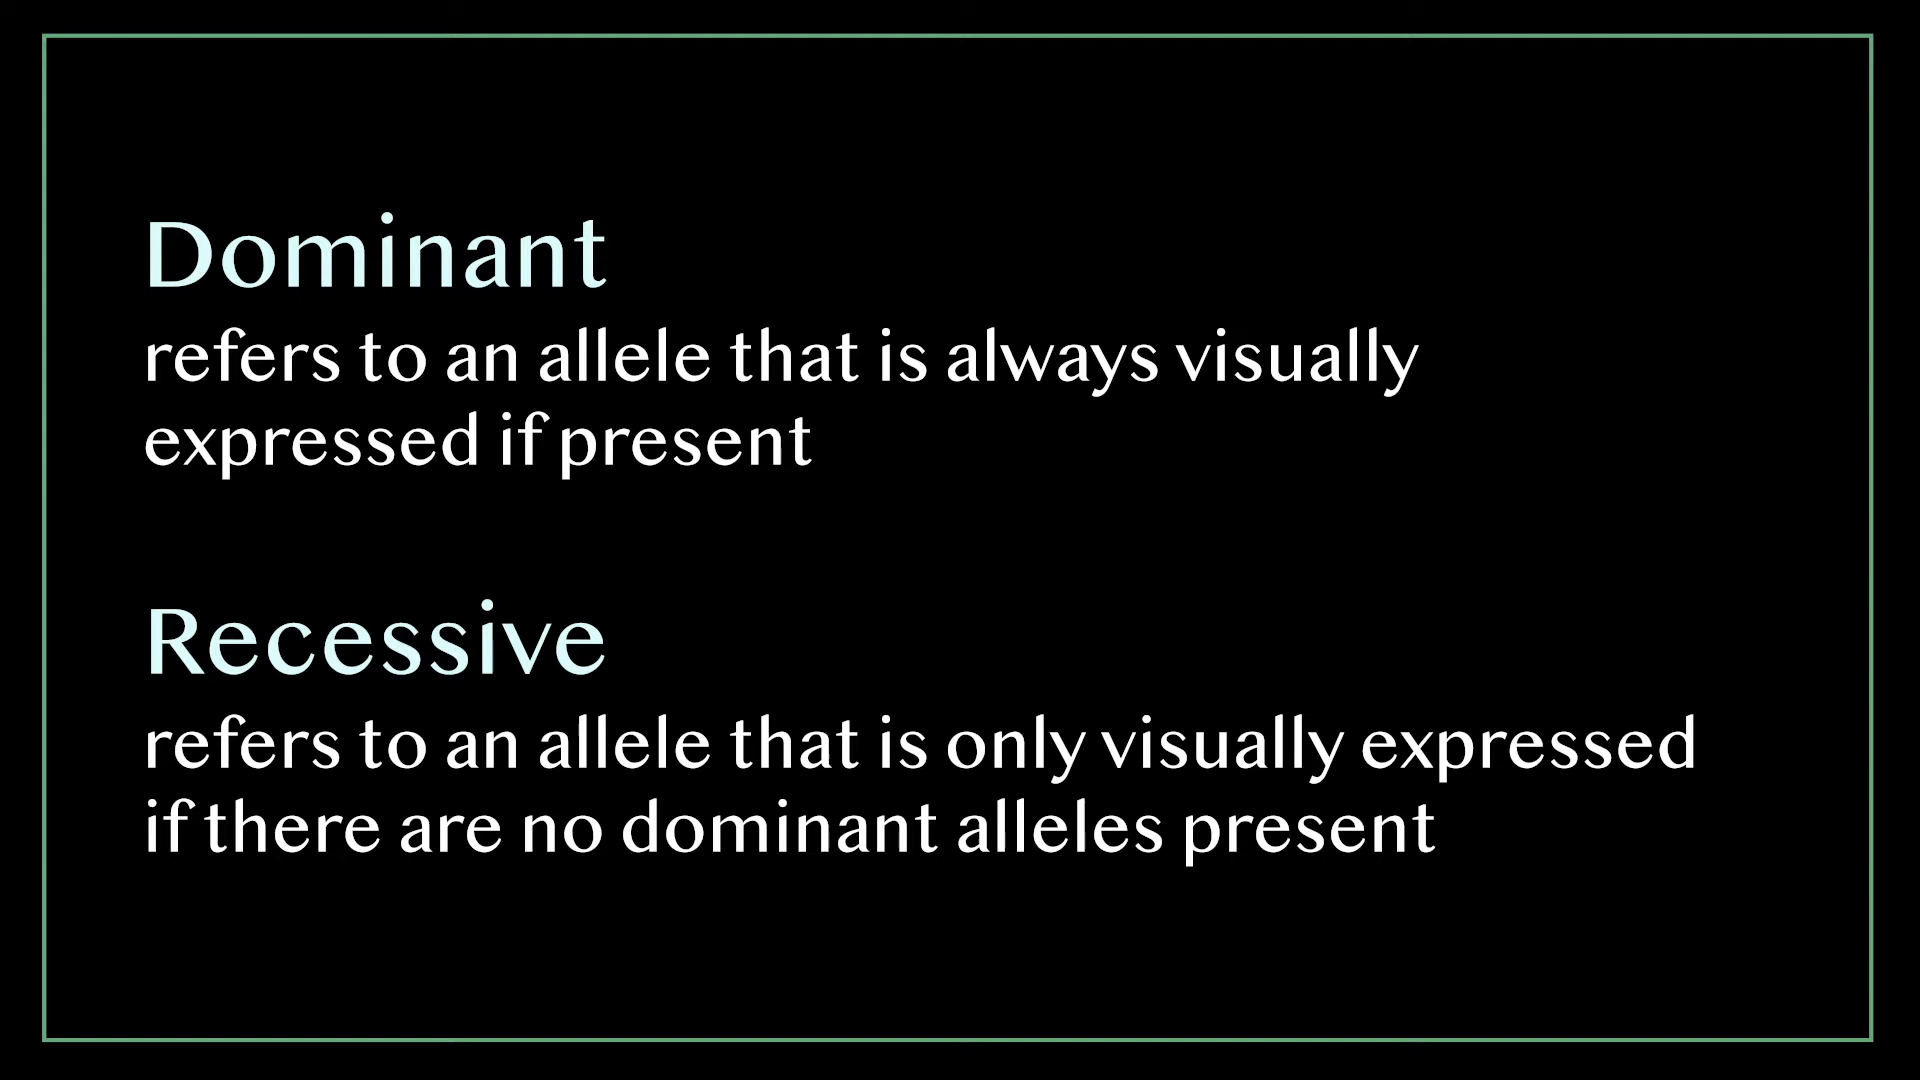 Dominant
refers to an allele that is always visually
expressed if present
Recessive
refers to an allele that is only visually expressed
if there are no dominant alleles present